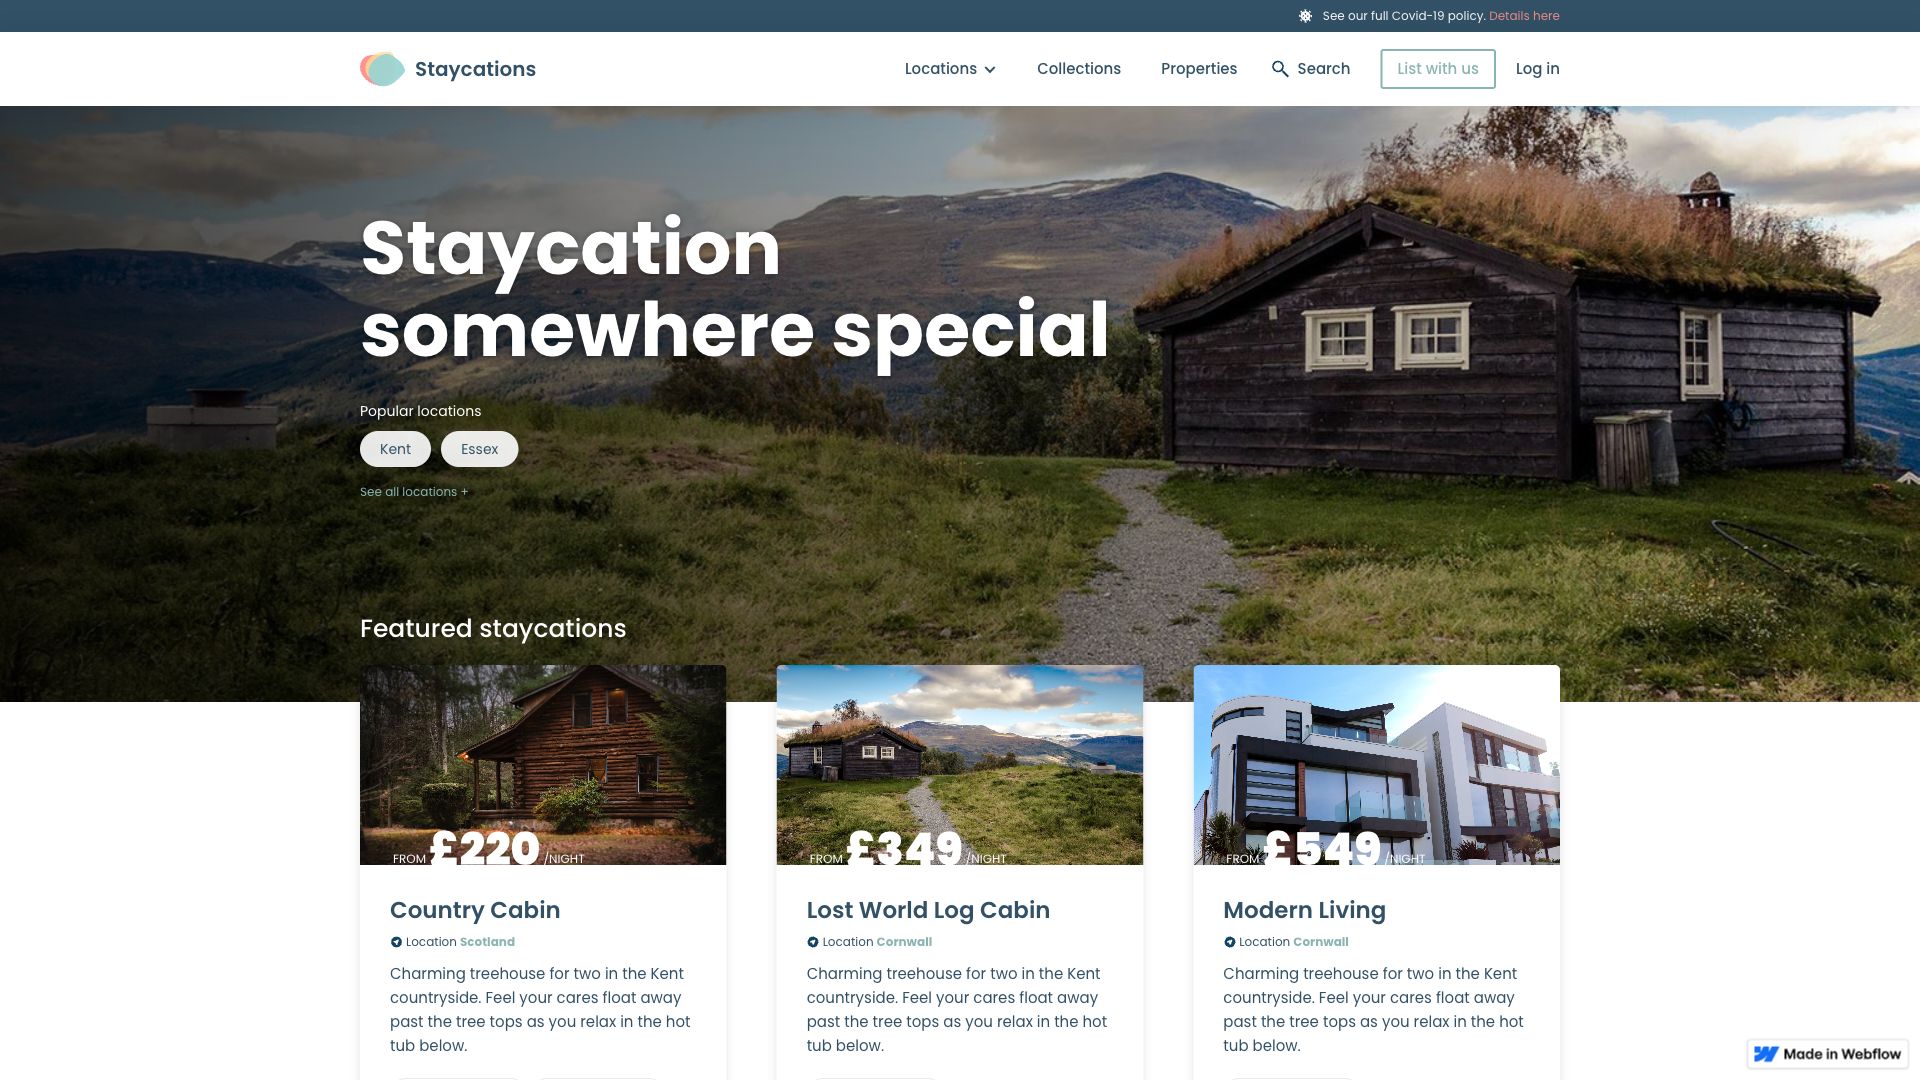 See our full Covid-19 policy. Details here
Staycations
Locations
Collections
Properties
Search
List with us
Log in
Staycation
somewhere special
Popular locations
Kent
Essex
See all locations +
Featured staycations
FROM £220 /NIGHT
Country Cabin
Location Scotland
Charming treehouse for two in the Kent
countryside. Feel your cares float away
past the tree tops as you relax in the hot
tub below.
FROM £349 /NIGHT
Lost World Log Cabin
Location Cornwall
Charming treehouse for two in the Kent
countryside. Feel your cares float away
past the tree tops as you relax in the hot
tub below.
FROM £549 /NIGHT
Modern Living
Location Cornwall
Charming treehouse for two in the Kent
countryside. Feel your cares float away
past the tree tops as you relax in the hot
tub below.
Made in Webflow